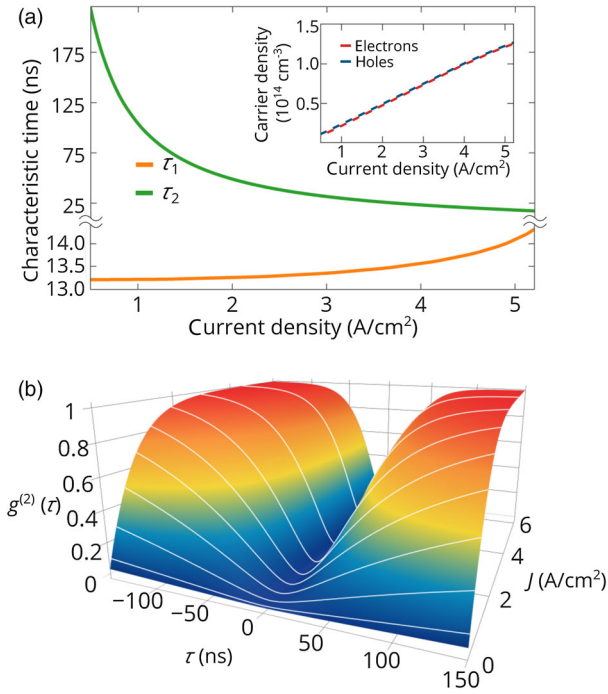 (a)
Characteristic time (ns)
175
125
75
25
14.0
13.5
13.0
τ1
τ2
1 2 3 4 5
Current density (A/cm²)
Carrier density
(10¹⁴ cm⁻³)
1.5
1.0
0.5
Electrons
Holes
1 2 3 4 5
Current density (A/cm²)
(b)
g⁽²⁾ (τ)
1
0.8
0.6
0.4
0.2
0
−100
−50
0
50
100
150
τ (ns)
6
4
2
0
J (A/cm²)